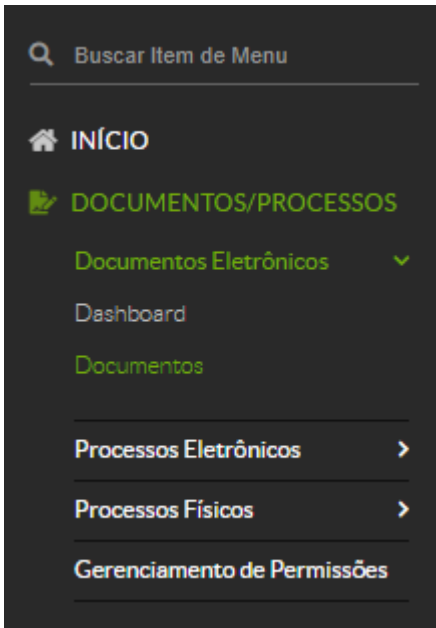 Buscar Item de Menu
INÍCIO
DOCUMENTOS/PROCESSOS
Documentos Eletrônicos
Dashboard
Documentos
Processos Eletrônicos
Processos Físicos
Gerenciamento de Permissões